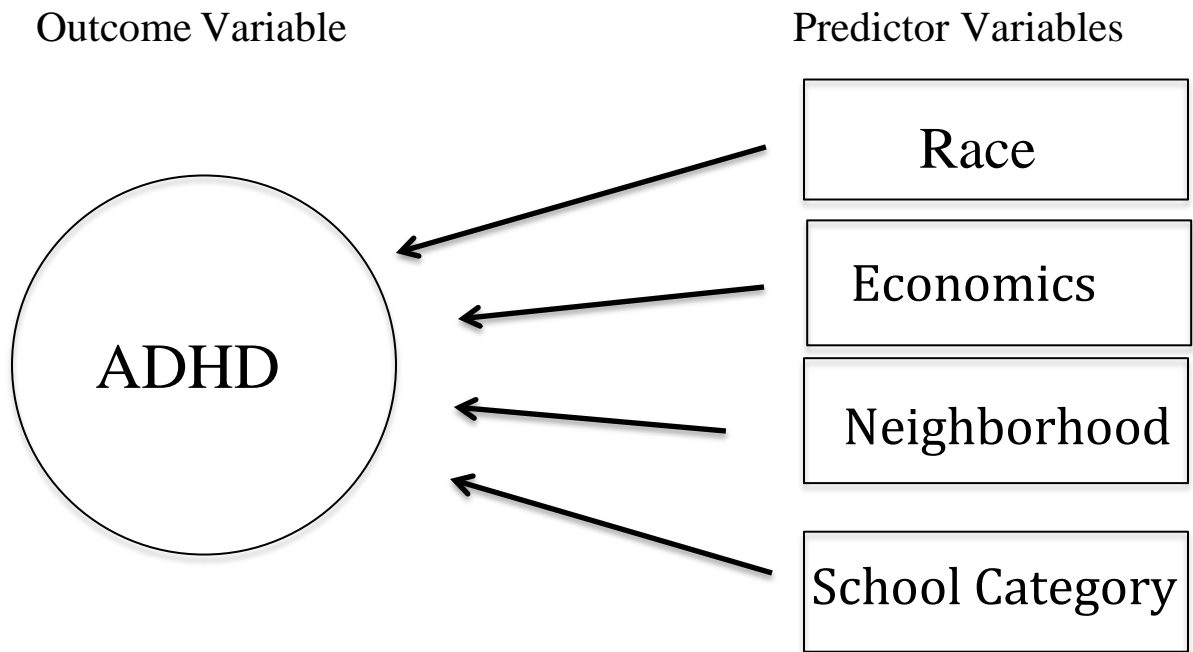 Outcome Variable
Predictor Variables
Race
Economics
ADHD
Neighborhood
School Category